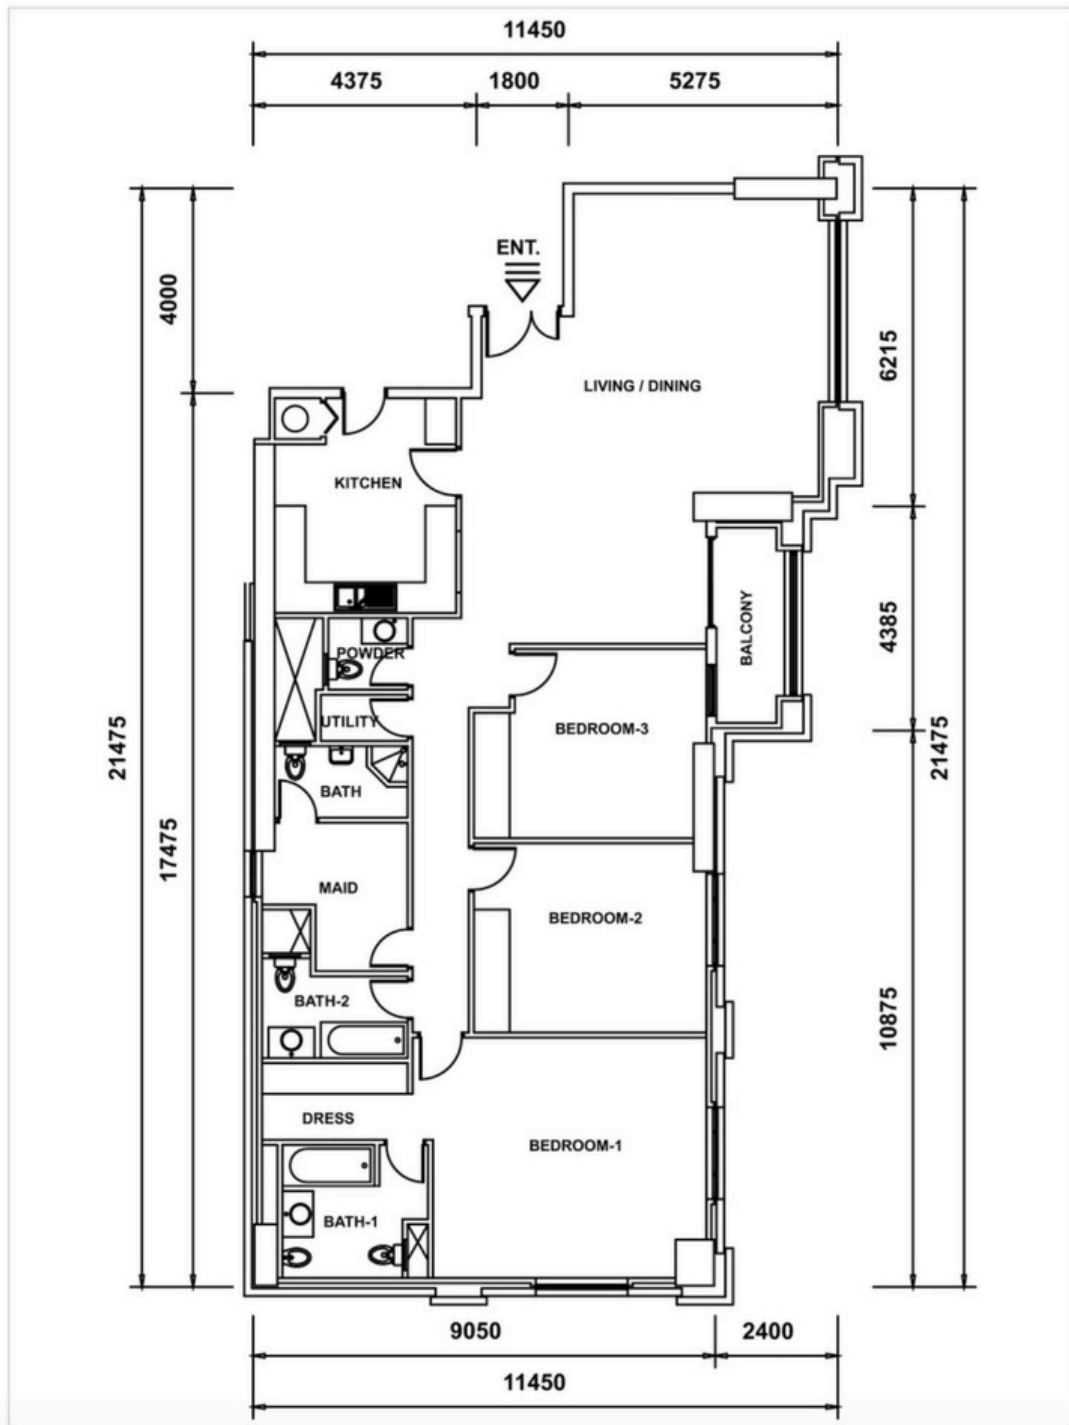 11450
4375
1800
5275
ENT.
4000
6215
LIVING / DINING
KITCHEN
BALCONY
4385
POWDER
UTILITY
BEDROOM-3
21475
21475
BATH
17475
MAID
BEDROOM-2
BATH-2
10875
DRESS
BEDROOM-1
BATH-1
9050
2400
11450